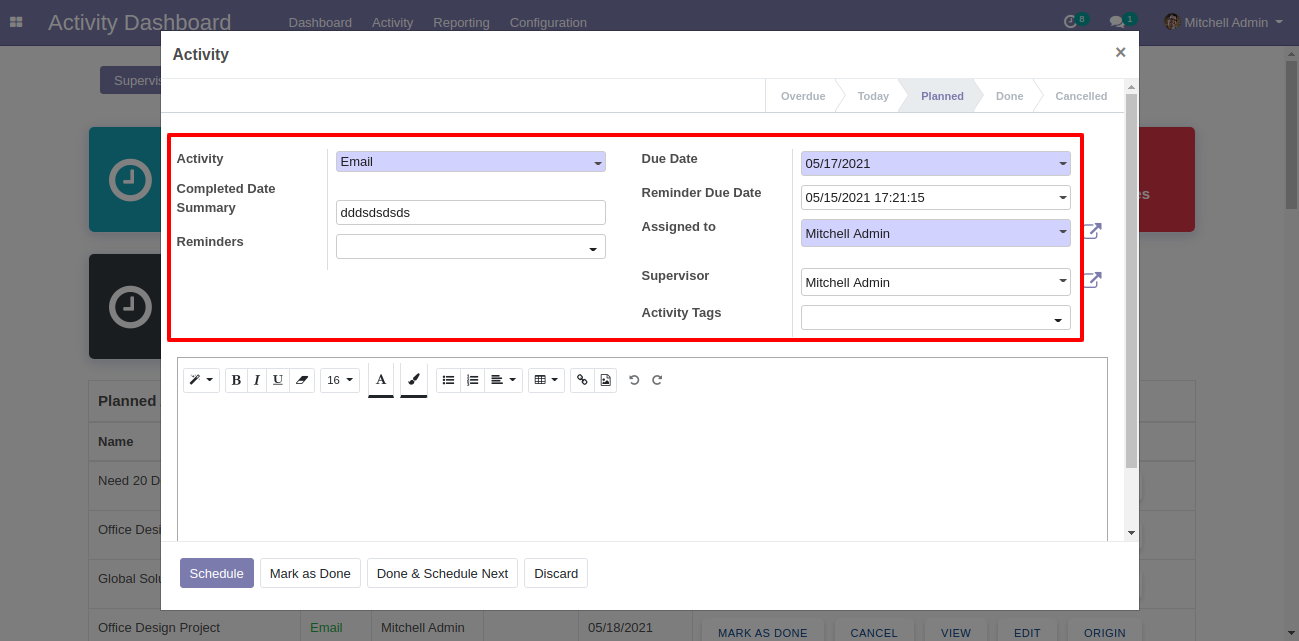 Activity Dashboard Dashboard Activity Reporting Configuration 8 1 Mitchell Admin
Activity ×
Overdue Today Planned Done Cancelled
Activity Email
Completed Date
Summary dddsdsdsds
Reminders
Due Date 05/17/2021
Reminder Due Date 05/15/2021 17:21:15
Assigned to Mitchell Admin
Supervisor Mitchell Admin
Activity Tags
B I U 16 A
Schedule Mark as Done Done & Schedule Next Discard
Planned
Name
Need 20 D
Office Desi
Global Solu
Office Design Project Email Mitchell Admin 05/18/2021 MARK AS DONE CANCEL VIEW EDIT ORIGIN